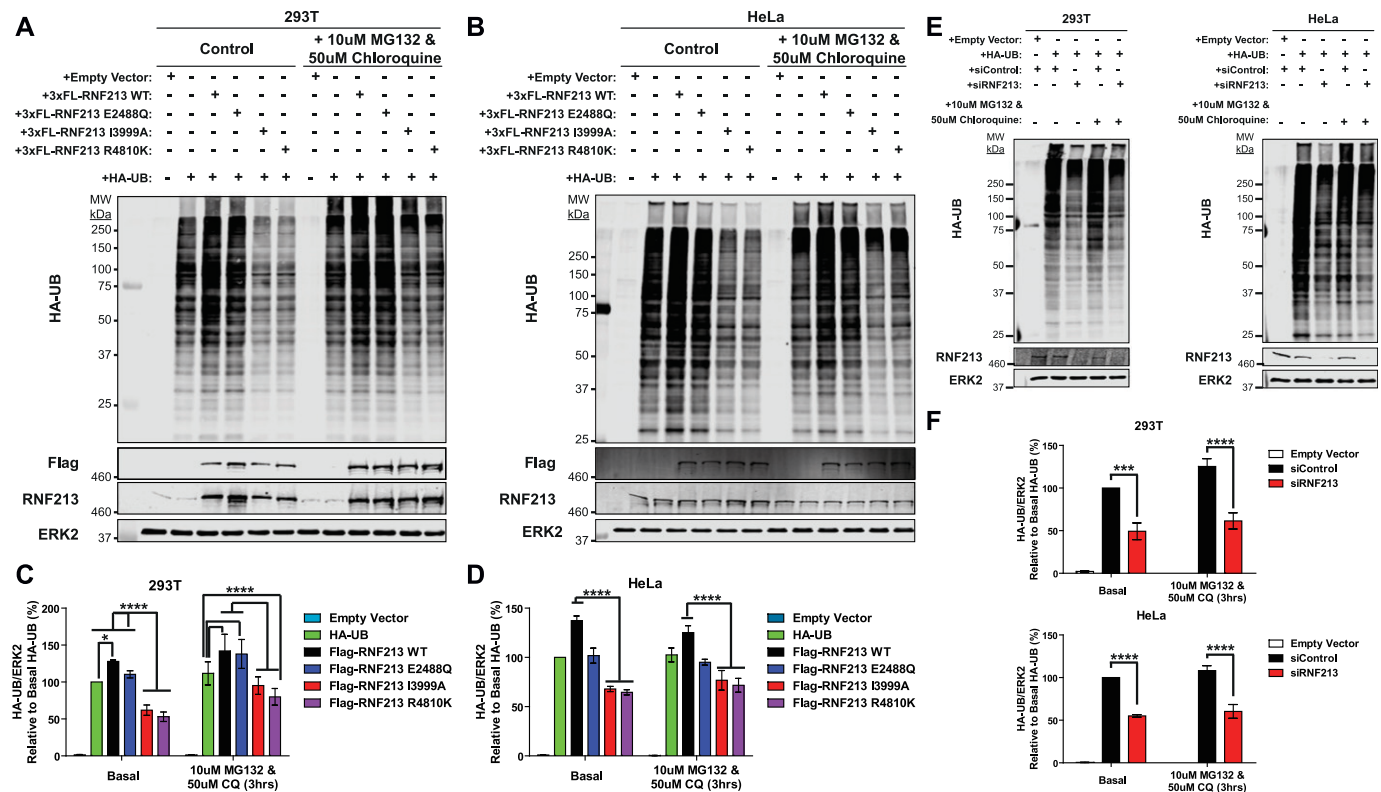 A
293T
Control
+ 10uM MG132 &
50uM Chloroquine
+Empty Vector: + - - - - - + - - - - -
+3xFL-RNF213 WT: - - + - - - - - + - - -
+3xFL-RNF213 E2488Q: - - - + - - - - - + - -
+3xFL-RNF213 I3999A: - - - - + - - - - - + -
+3xFL-RNF213 R4810K: - - - - - + - - - - - +
+HA-UB: - + + + + + - + + + + +
MW
kDa
250
150
100
75
50
37
25
HA-UB
Flag
460
RNF213
460
ERK2
37
B
HeLa
Control
+ 10uM MG132 &
50uM Chloroquine
+Empty Vector: + - - - - - - - - - -
+3xFL-RNF213 WT: - - + - - - - + - - -
+3xFL-RNF213 E2488Q: - - - + - - - - + - -
+3xFL-RNF213 I3999A: - - - - + - - - - + -
+3xFL-RNF213 R4810K: - - - - - + - - - - +
+HA-UB: - + + + + + + + + + +
MW
kDa
250
150
100
75
50
37
25
HA-UB
Flag
460
RNF213
460
ERK2
37
C
293T
HA-UB/ERK2
Relative to Basal HA-UB (%)
200
150
100
50
0
*
****
****
Basal
10uM MG132 &
50uM CQ (3hrs)
Empty Vector
HA-UB
Flag-RNF213 WT
Flag-RNF213 E2488Q
Flag-RNF213 I3999A
Flag-RNF213 R4810K
D
HeLa
HA-UB/ERK2
Relative to Basal HA-UB (%)
150
100
50
0
****
****
Basal
10uM MG132 &
50uM CQ (3hrs)
Empty Vector
HA-UB
Flag-RNF213 WT
Flag-RNF213 E2488Q
Flag-RNF213 I3999A
Flag-RNF213 R4810K
E
293T
+Empty Vector: + - - - -
+HA-UB: - + + + +
+siControl: + + - + -
+siRNF213: - - + - +
+10uM MG132 &
50uM Chloroquine: - - - + +
MW
kDa
250
150
100
75
50
37
25
HA-UB
RNF213
460
ERK2
37
HeLa
+Empty Vector: + - - - -
+HA-UB: - + + + +
+siControl: + + - + -
+siRNF213: - - + - +
+10uM MG132 &
50uM Chloroquine: - - - + +
MW
kDa
250
150
100
75
50
37
25
HA-UB
RNF213
460
ERK2
37
F
293T
HA-UB/ERK2
Relative to Basal HA-UB (%)
150
100
50
0
***
****
Basal
10uM MG132 &
50uM CQ (3hrs)
Empty Vector
siControl
siRNF213
HeLa
HA-UB/ERK2
Relative to Basal HA-UB (%)
150
100
50
0
****
****
Basal
10uM MG132 &
50uM CQ (3hrs)
Empty Vector
siControl
siRNF213